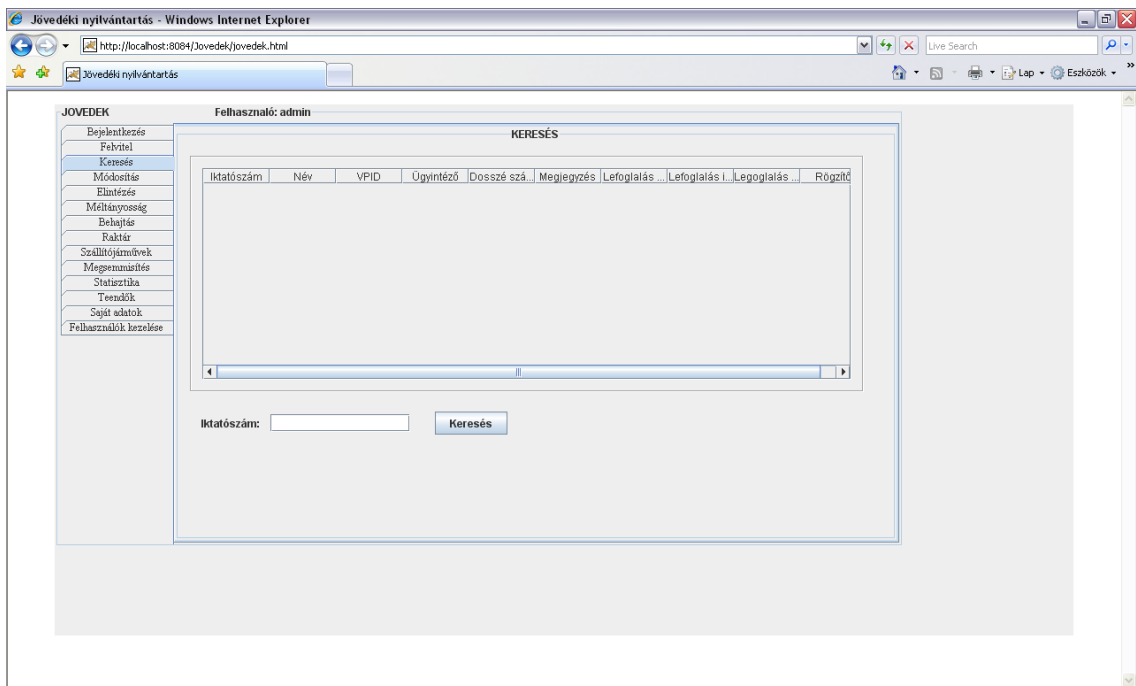 Jövedéki nyilvántartás - Windows Internet Explorer
http://localhost:8084/Jovedek/jovedek.html
Live Search
Jövedéki nyilvántartás
Lap
Eszközök
»
JOVEDEK
Felhasznaló: admin
Bejelentkezés
Felvitel
Keresés
Módosítás
Elintézés
Méltányosság
Behajtás
Raktár
Szállítójárművek
Megsemmisítés
Statisztika
Teendők
Saját adatok
Felhasználók kezelése
KERESÉS
Iktatószám Név VPID Ügyintéző Dosszé szá... Megjegyzés Lefoglalás ... Lefoglalás i... Legoglalás ... Rögzítő
Iktatószám:
Keresés